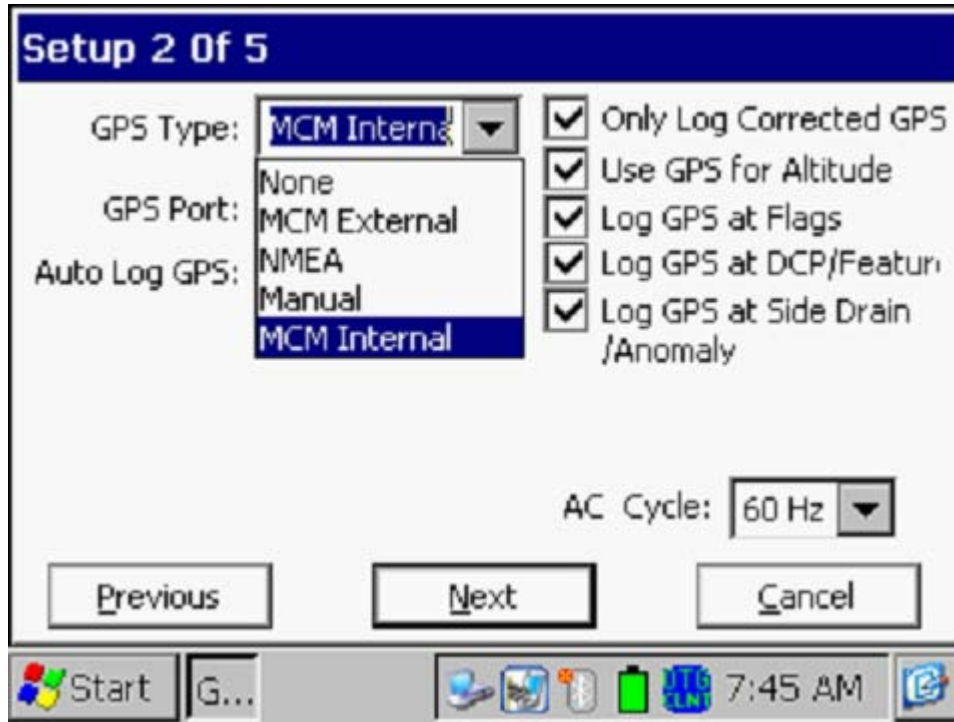 Setup 2 Of 5
GPS Type:
MCM Interna
None
MCM External
NMEA
Manual
MCM Internal
GPS Port:
Auto Log GPS:
Only Log Corrected GPS
Use GPS for Altitude
Log GPS at Flags
Log GPS at DCP/Featur
Log GPS at Side Drain
/Anomaly
AC Cycle:
60 Hz
Previous
Next
Cancel
Start
G...
UTG
CLNT
7:45 AM